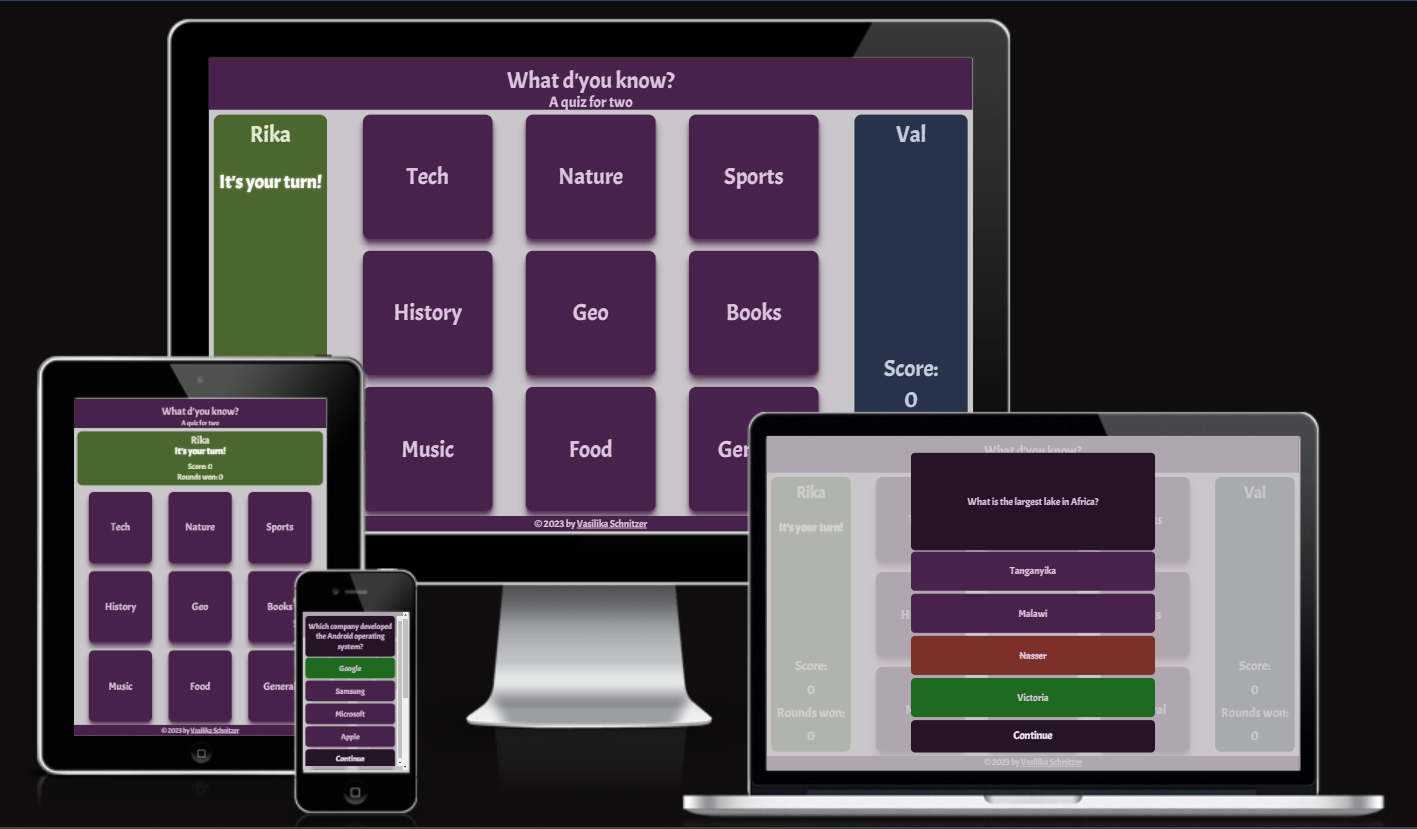 What d'you know?
A quiz for two
Rika
It's your turn!
Tech
Nature
Sports
Val
History
Geo
Books
Score:
0
Music
Food
Ge
© 2023 by Vasilika Schnitzer
What d'you know?
A quiz for two
Rika
It's your turn!
Score: 0
Rounds won: 0
Tech
Nature
Sports
History
Geo
Books
Music
Food
General
© 2023 by Vasilika Schnitzer
Which company developed
the Android operating
system?
Google
Samsung
Microsoft
Apple
Continue
What d'you know?
Rika
It's your turn!
Score:
0
Rounds won:
0
What is the largest lake in Africa?
Tanganyika
Malawi
Nasser
Victoria
Continue
Val
Score:
0
Rounds won:
0
© 2023 by Vasilika Schnitzer